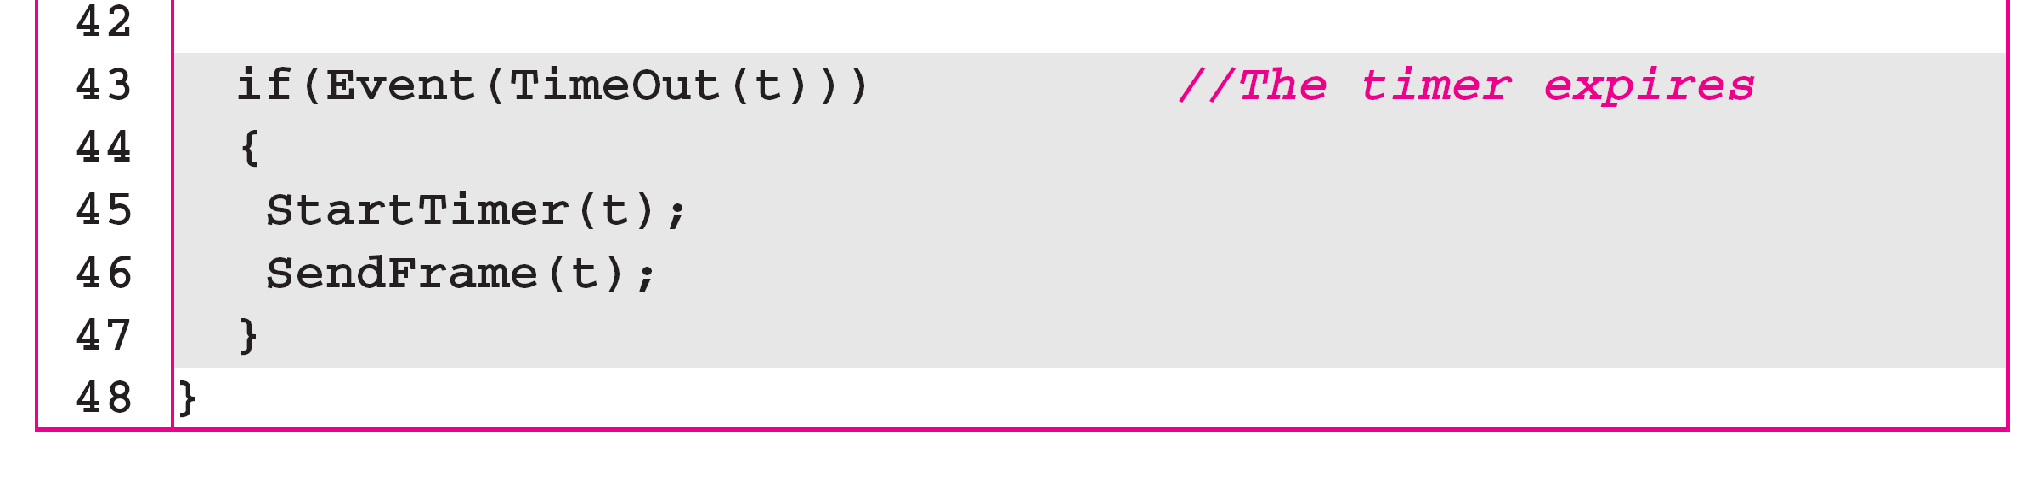 42
43 if(Event(TimeOut(t))) //The timer expires
44 {
45 StartTimer(t);
46 SendFrame(t);
47 }
48 }